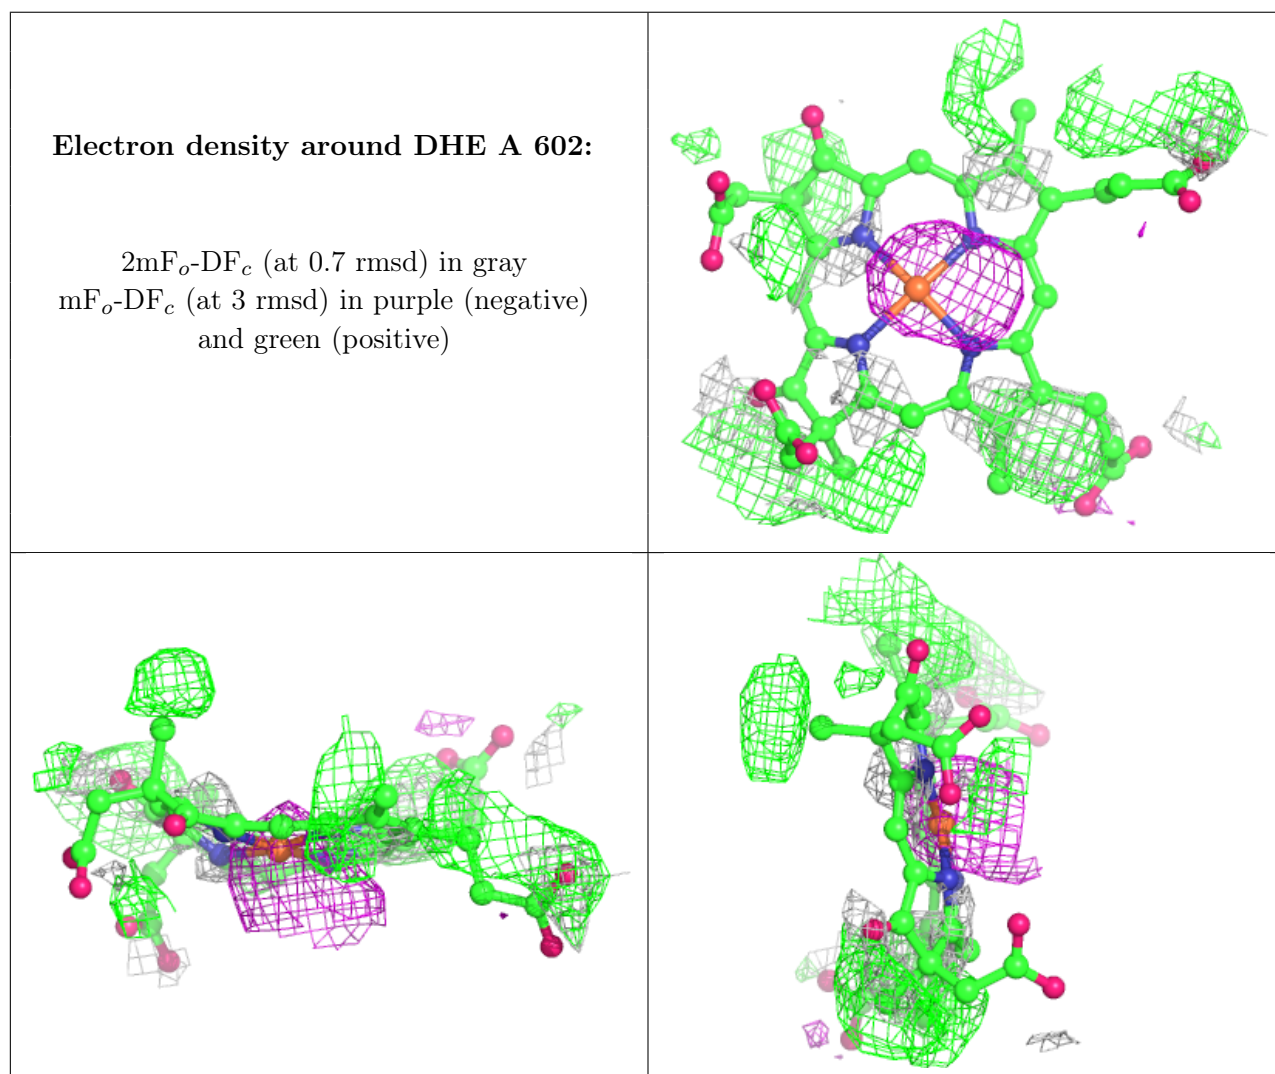 Electron density around DHE A 602:
2mFo-DFc (at 0.7 rmsd) in gray
mFo-DFc (at 3 rmsd) in purple (negative)
and green (positive)